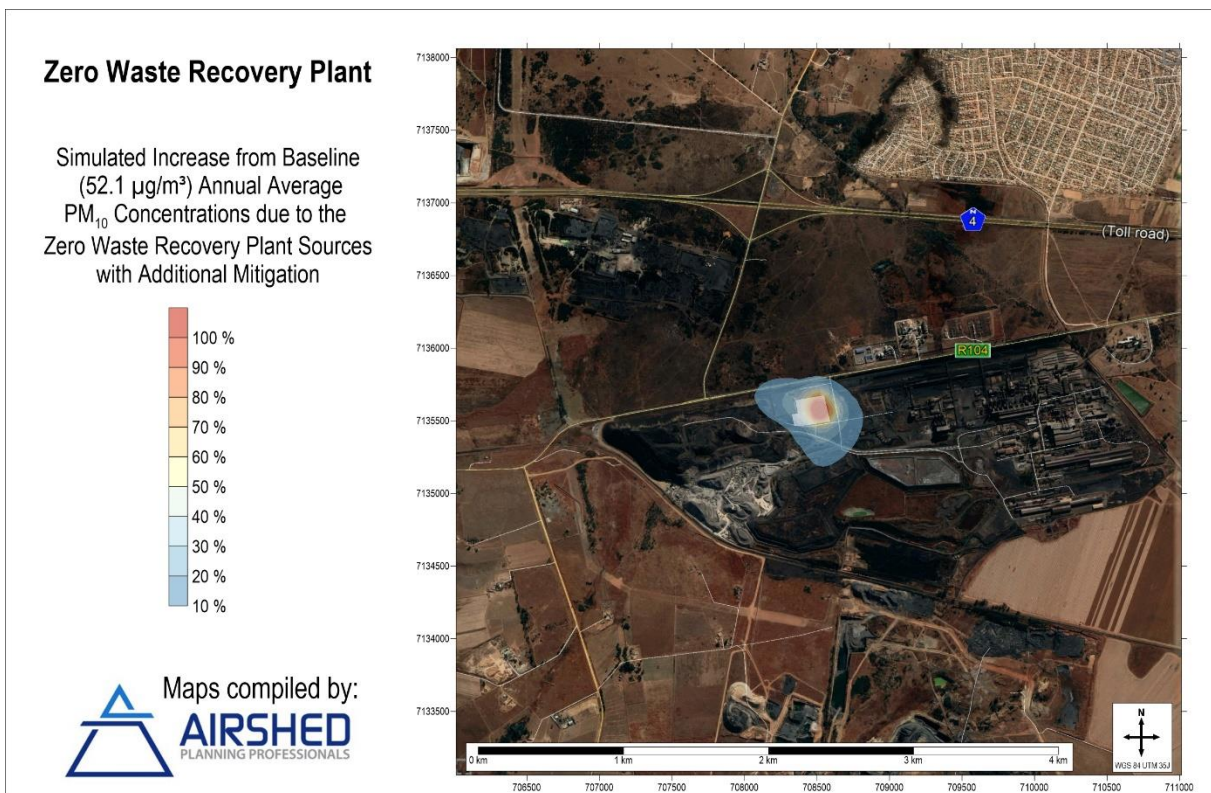 Zero Waste Recovery Plant
Simulated Increase from Baseline
(52.1 µg/m³) Annual Average
PM₁₀ Concentrations due to the
Zero Waste Recovery Plant Sources
with Additional Mitigation
100 %
90 %
80 %
70 %
60 %
50 %
40 %
30 %
20 %
10 %
Maps compiled by:
AIRSHED
PLANNING PROFESSIONALS
7138000
7137500
7137000
7136500
7136000
7135500
7135000
7134500
7134000
7133500
N
4
(Toll road)
R104
0 km
1 km
2 km
3 km
4 km
N
WGS 84 UTM 35J
706500
707000
707500
708000
708500
709000
709500
710000
710500
711000